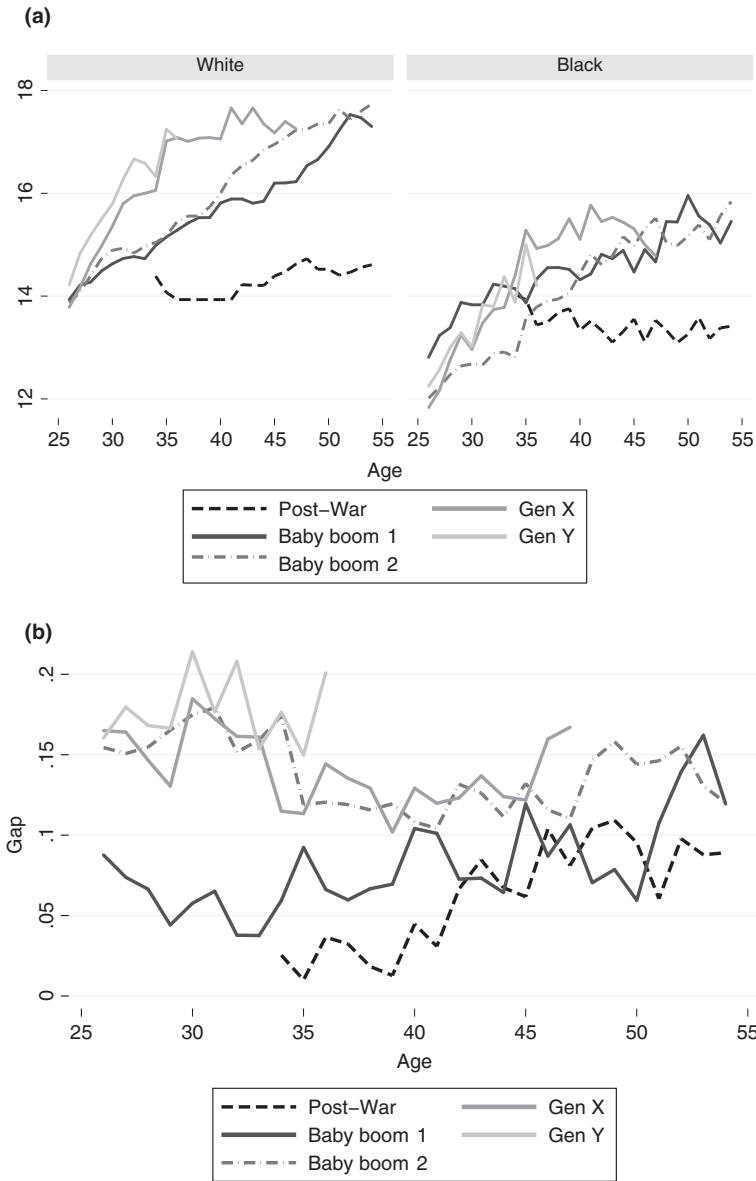 (a)
White Black
18
16
14
12
25 30 35 40 45 50 55 25 30 35 40 45 50 55
Age
Post–War Gen X
Baby boom 1 Gen Y
Baby boom 2
(b)
.2
.15
.1
.05
0
Gap
25 30 35 40 45 50 55
Age
Post–War Gen X
Baby boom 1 Gen Y
Baby boom 2